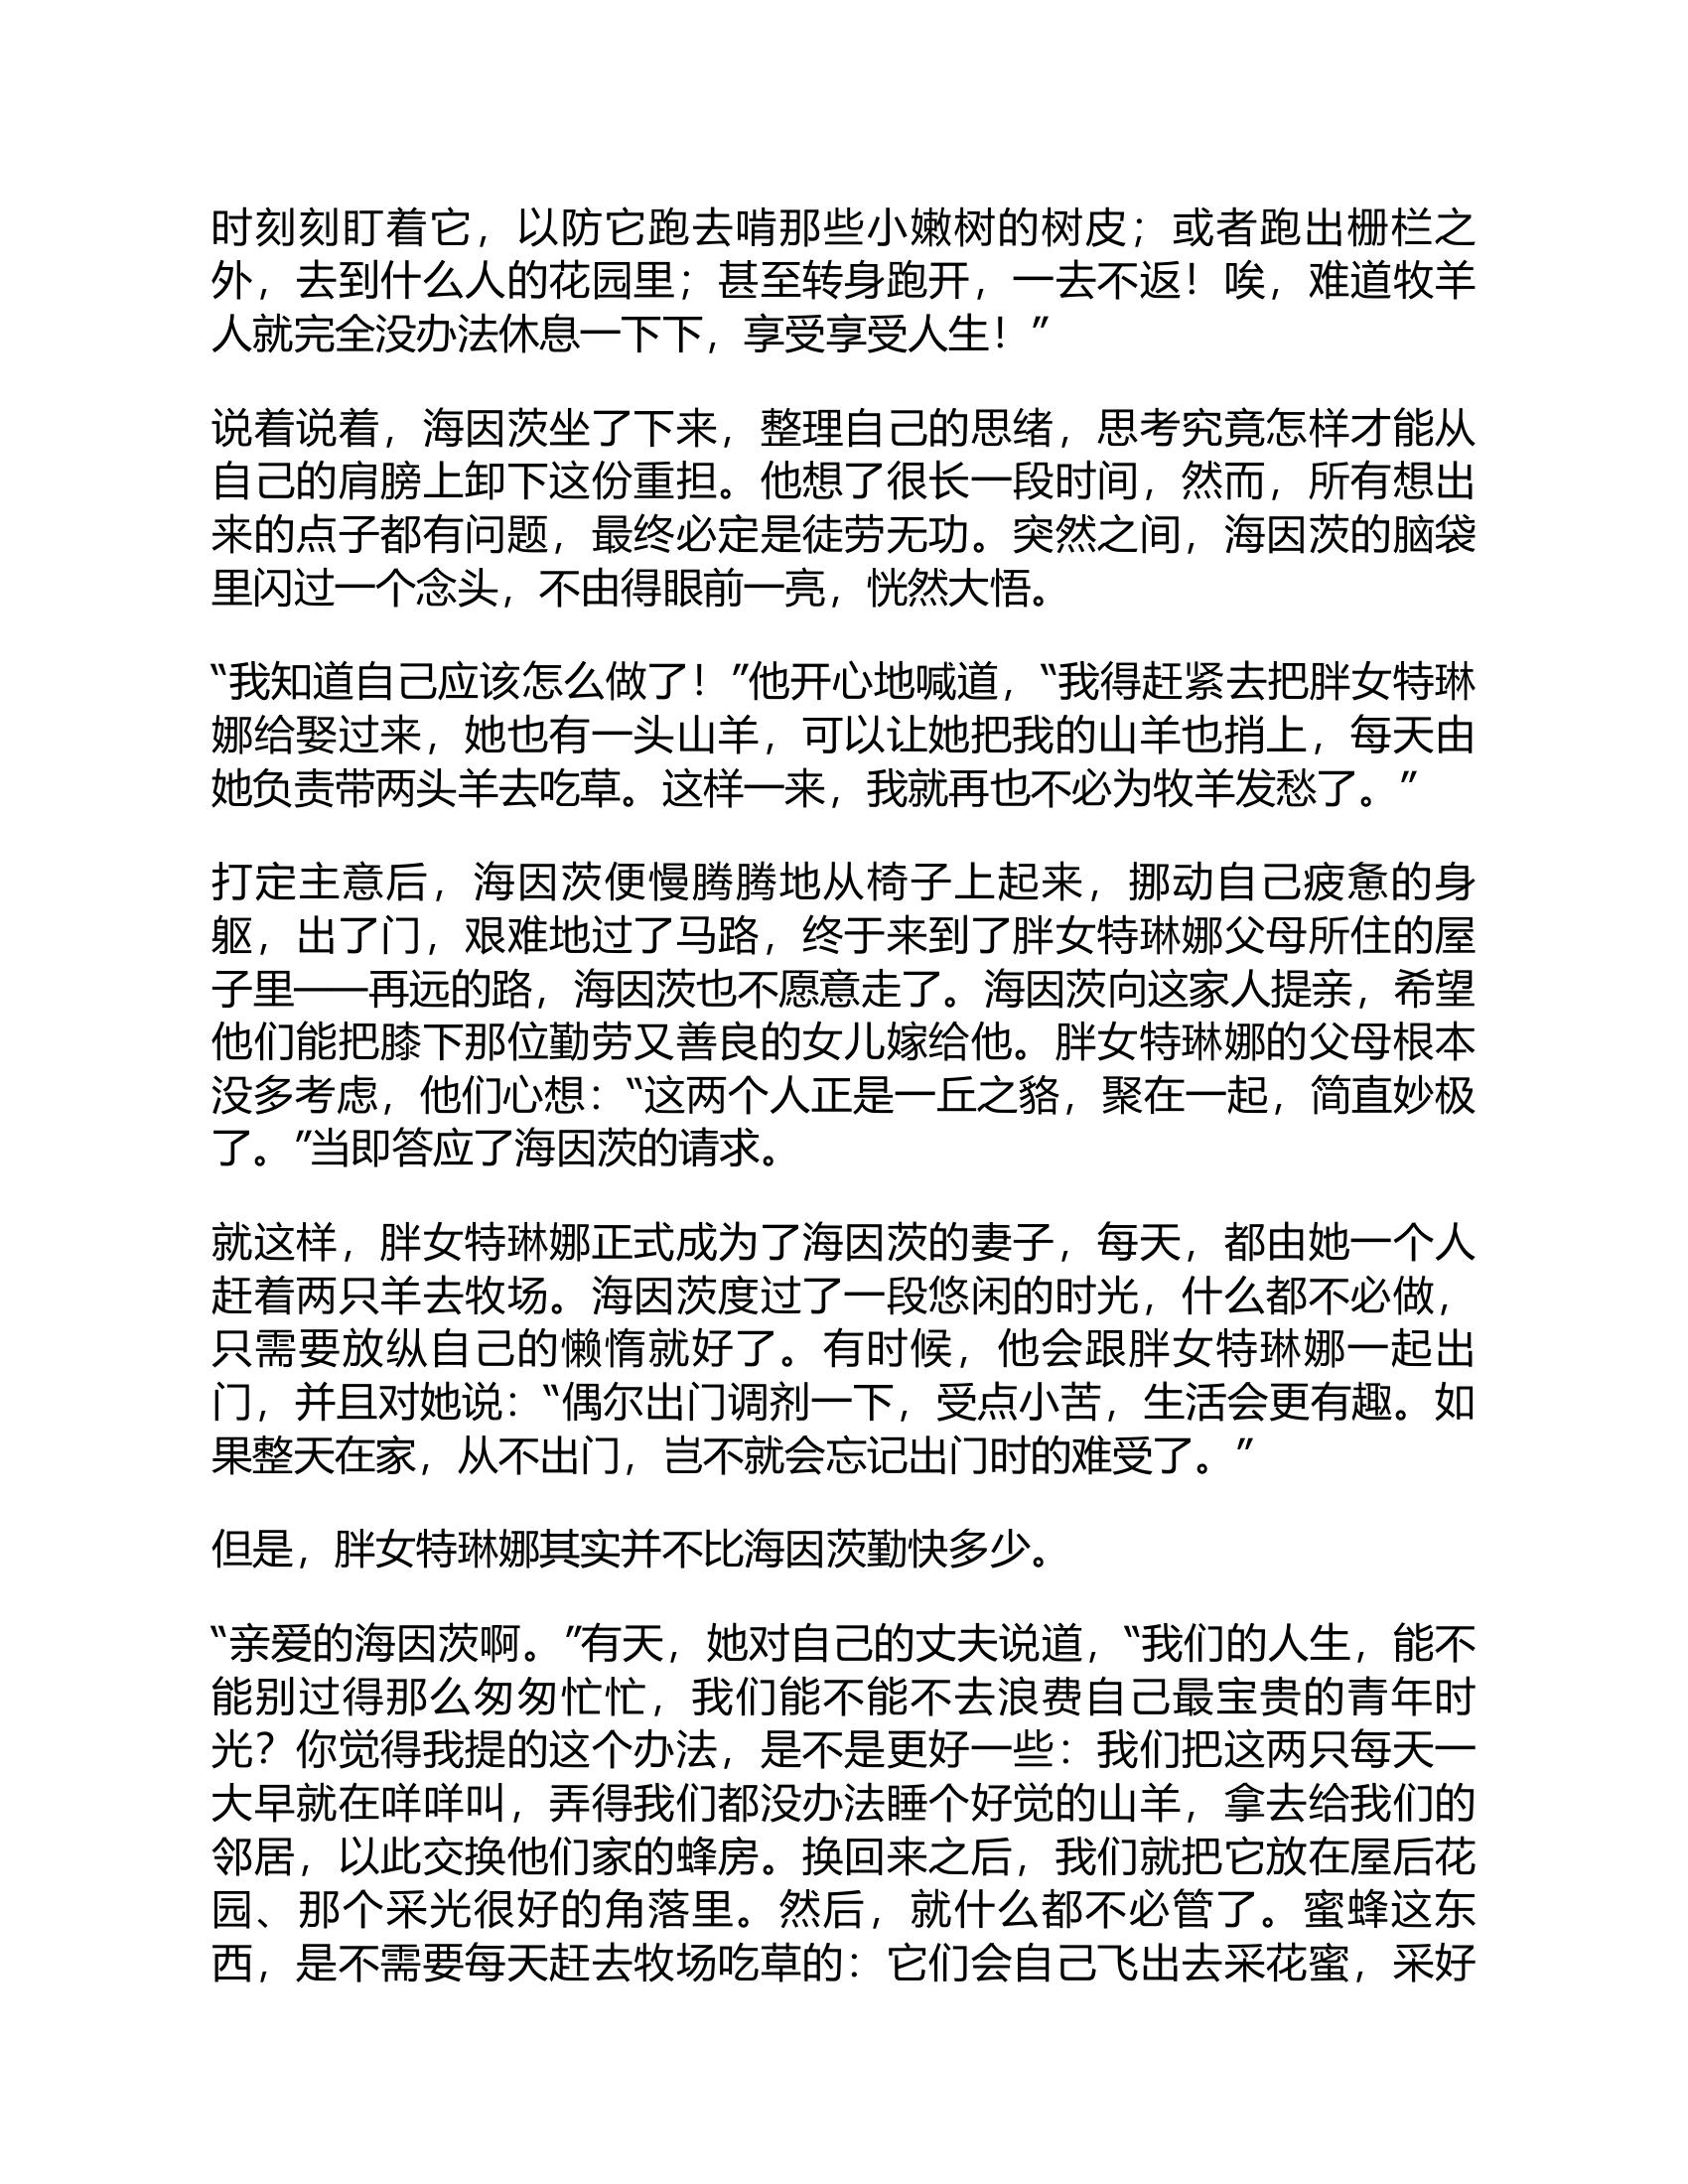 时刻刻盯着它，以防它跑去啃那些小嫩树的树皮；或者跑出栅栏之
外，去到什么人的花园里；甚至转身跑开，一去不返！唉，难道牧羊
人就完全没办法休息一下下，享受享受人生！”
说着说着，海因茨坐了下来，整理自己的思绪，思考究竟怎样才能从
自己的肩膀上卸下这份重担。他想了很长一段时间，然而，所有想出
来的点子都有问题，最终必定是徒劳无功。突然之间，海因茨的脑袋
里闪过一个念头，不由得眼前一亮，恍然大悟。
“我知道自己应该怎么做了！”他开心地喊道，“我得赶紧去把胖女特琳
娜给娶过来，她也有一头山羊，可以让她把我的山羊也捎上，每天由
她负责带两头羊去吃草。这样一来，我就再也不必为牧羊发愁了。”
打定主意后，海因茨便慢腾腾地从椅子上起来，挪动自己疲惫的身
躯，出了门，艰难地过了马路，终于来到了胖女特琳娜父母所住的屋
子里——再远的路，海因茨也不愿意走了。海因茨向这家人提亲，希望
他们能把膝下那位勤劳又善良的女儿嫁给他。胖女特琳娜的父母根本
没多考虑，他们心想：“这两个人正是一丘之貉，聚在一起，简直妙极
了。”当即答应了海因茨的请求。
就这样，胖女特琳娜正式成为了海因茨的妻子，每天，都由她一个人
赶着两只羊去牧场。海因茨度过了一段悠闲的时光，什么都不必做，
只需要放纵自己的懒惰就好了。有时候，他会跟胖女特琳娜一起出
门，并且对她说：“偶尔出门调剂一下，受点小苦，生活会更有趣。如
果整天在家，从不出门，岂不就会忘记出门时的难受了。”
但是，胖女特琳娜其实并不比海因茨勤快多少。
“亲爱的海因茨啊。”有天，她对自己的丈夫说道，“我们的人生，能不
能别过得那么匆匆忙忙，我们能不能不去浪费自己最宝贵的青年时
光？你觉得我提的这个办法，是不是更好一些：我们把这两只每天一
大早就在咩咩叫，弄得我们都没办法睡个好觉的山羊，拿去给我们的
邻居，以此交换他们家的蜂房。换回来之后，我们就把它放在屋后花
园、那个采光很好的角落里。然后，就什么都不必管了。蜜蜂这东
西，是不需要每天赶去牧场吃草的：它们会自己飞出去采花蜜，采好